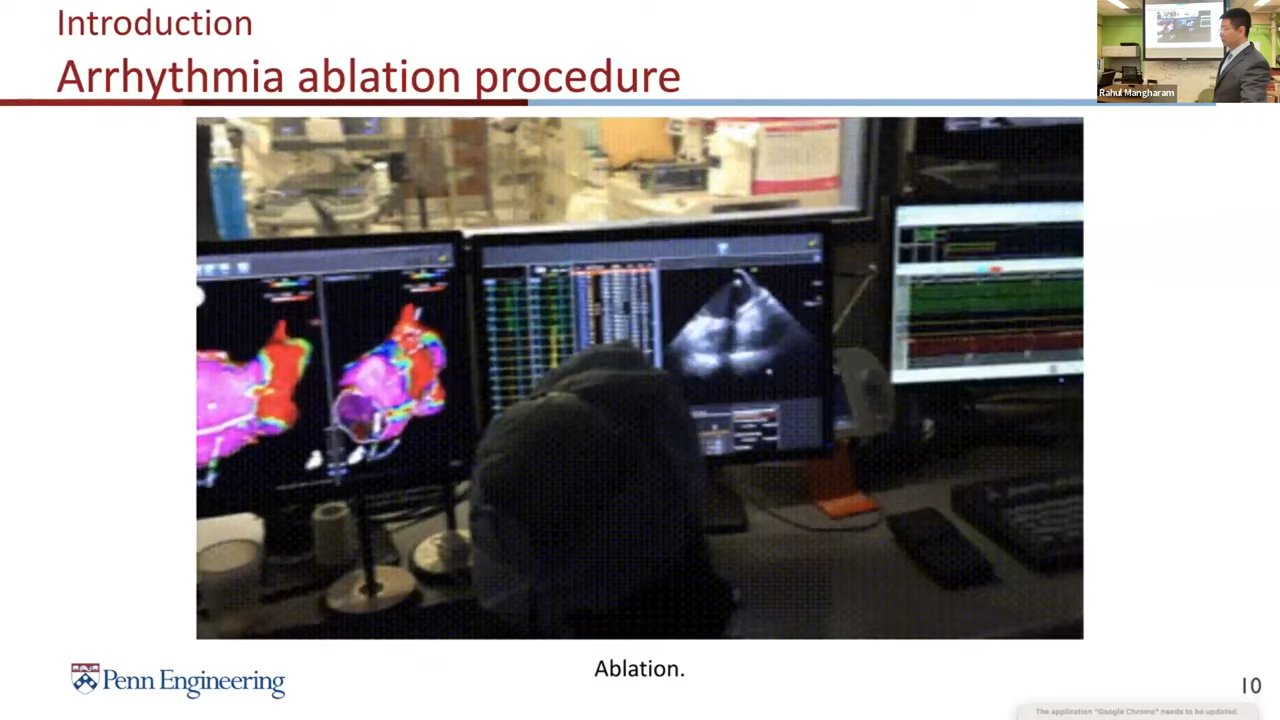 Introduction
Arrhythmia ablation procedure
Rahul Mangharam
Ablation.
Penn Engineering
10
The application "Google Chrome" needs to be updated.